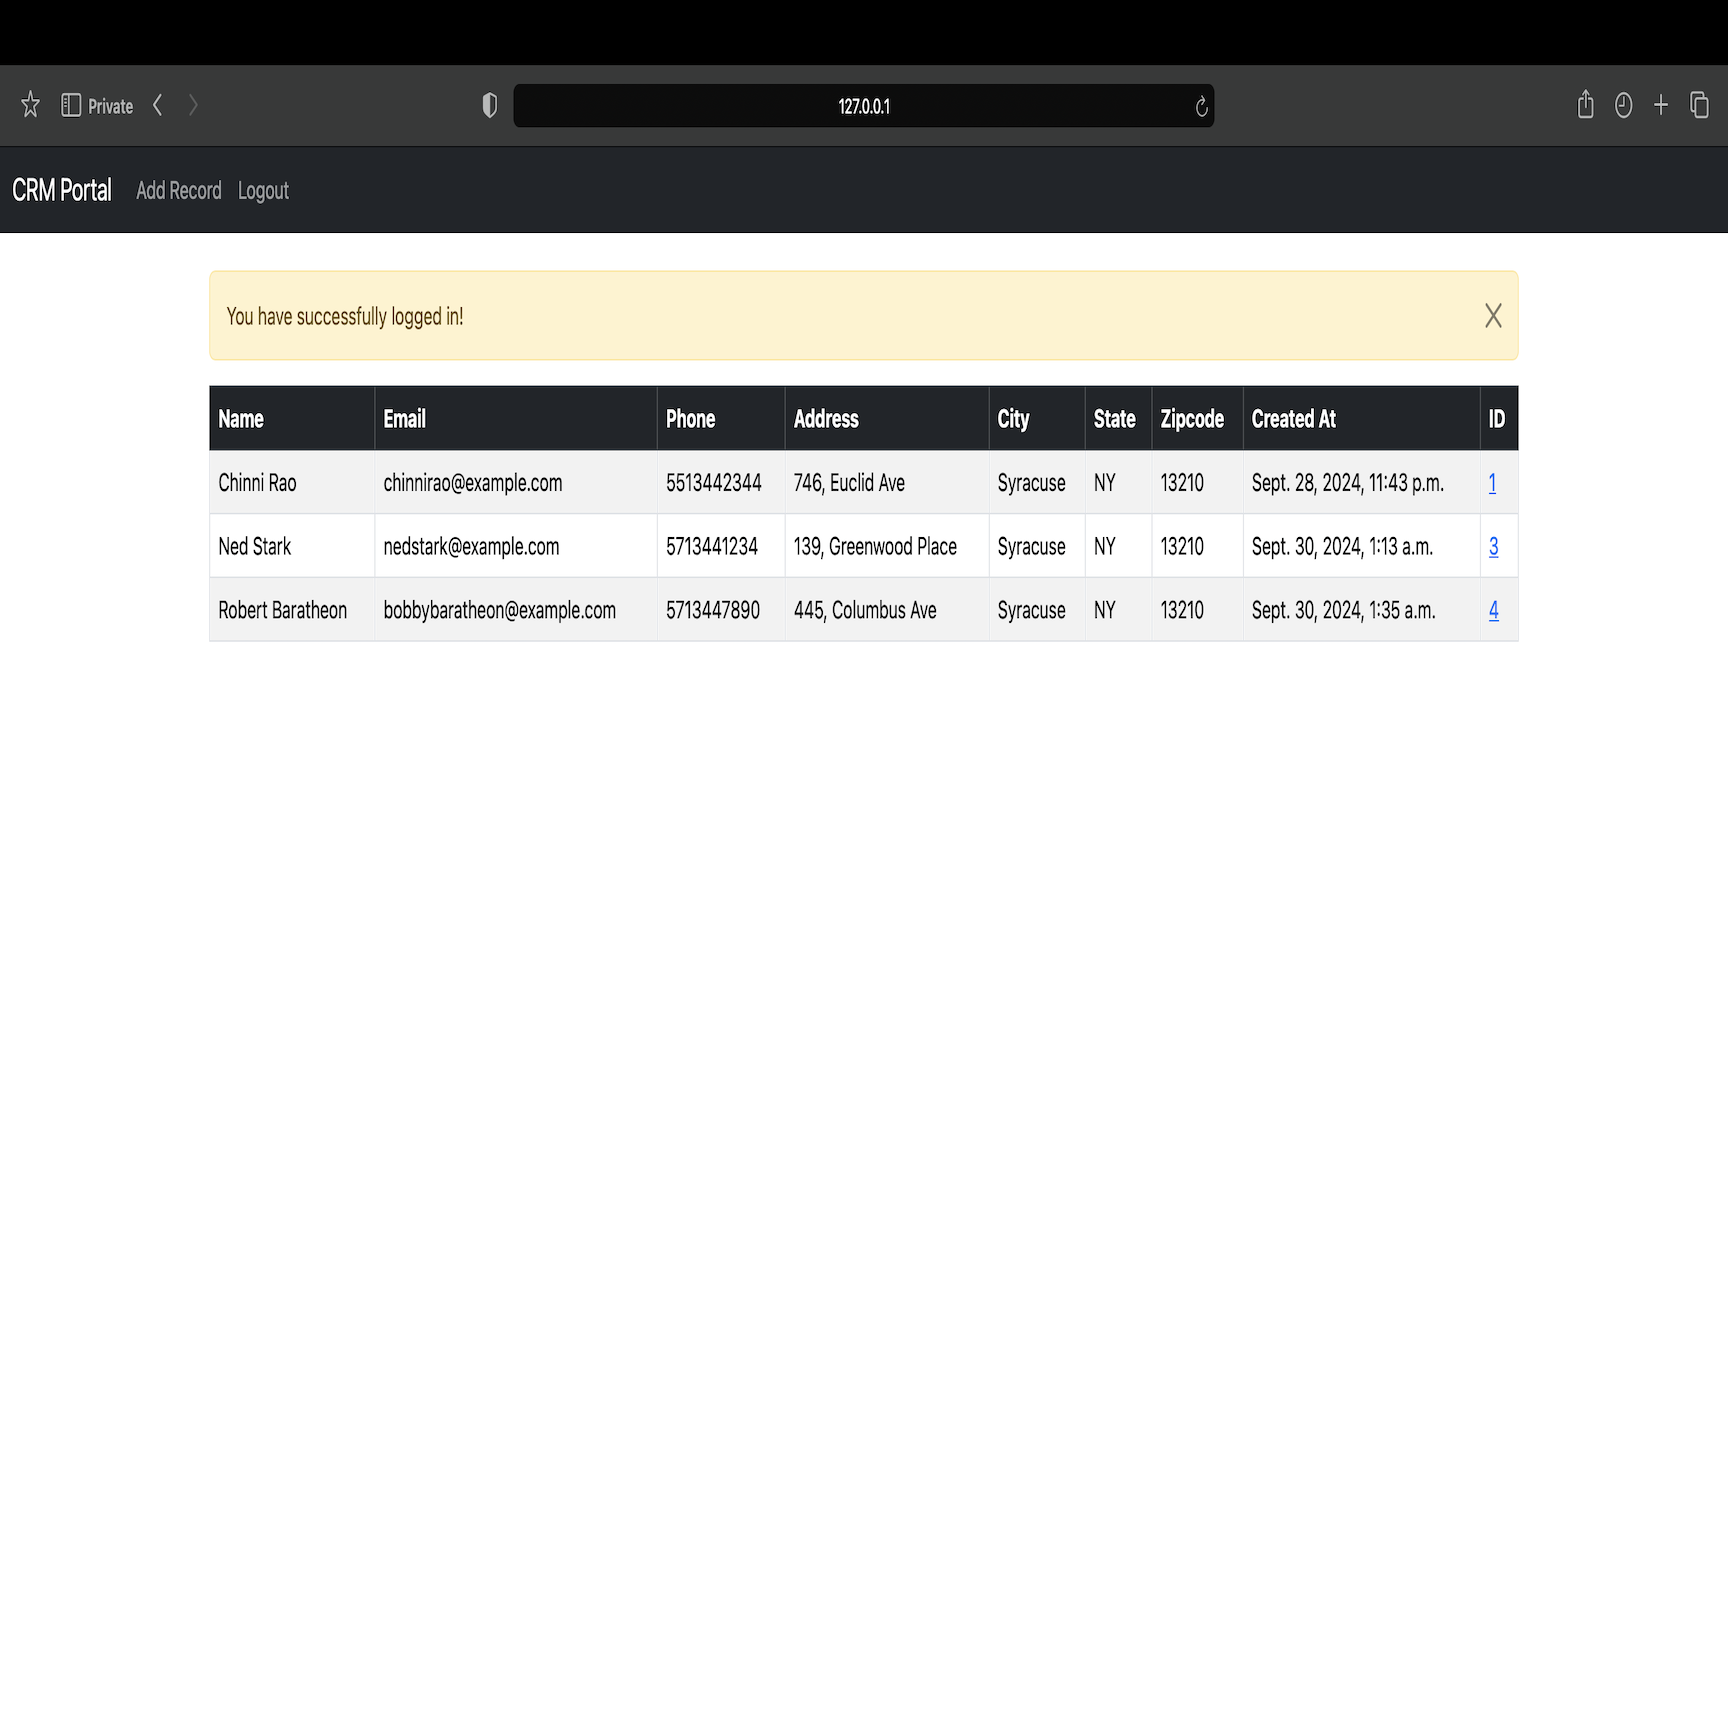 Private 127.0.0.1
CRM Portal Add Record Logout
You have successfully logged in! X
Name Email Phone Address City State Zipcode Created At ID
Chinni Rao chinnirao@example.com 5513442344 746, Euclid Ave Syracuse NY 13210 Sept. 28, 2024, 11:43 p.m. 1
Ned Stark nedstark@example.com 5713441234 139, Greenwood Place Syracuse NY 13210 Sept. 30, 2024, 1:13 a.m. 3
Robert Baratheon bobbybaratheon@example.com 5713447890 445, Columbus Ave Syracuse NY 13210 Sept. 30, 2024, 1:35 a.m. 4